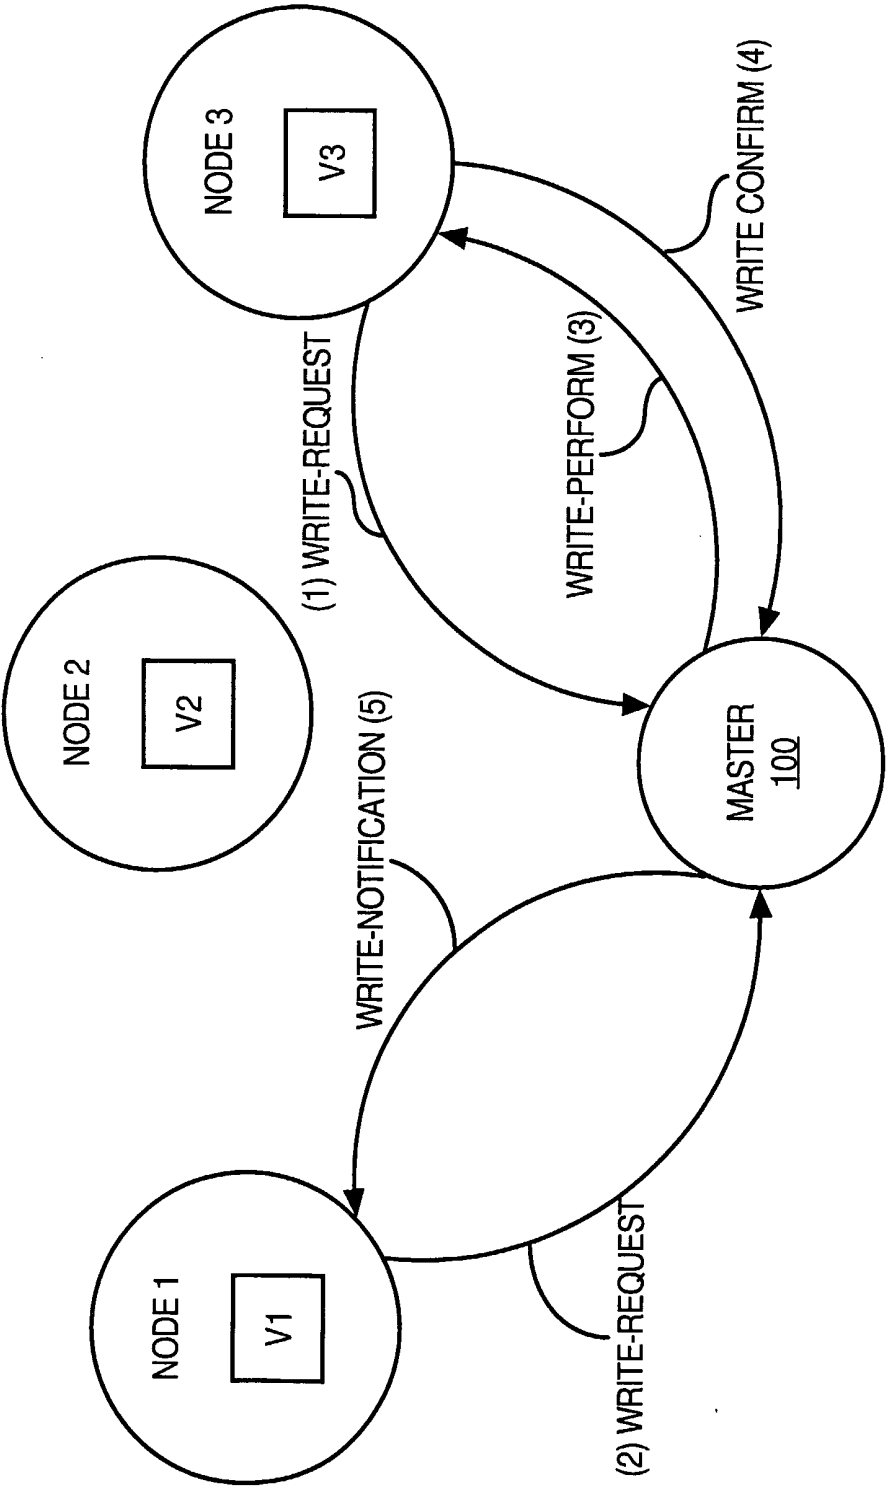 NODE 1
V1
NODE 2
V2
NODE 3
V3
(1) WRITE-REQUEST
WRITE-NOTIFICATION (5)
WRITE-PERFORM (3)
(2) WRITE-REQUEST
MASTER
100
WRITE CONFIRM (4)